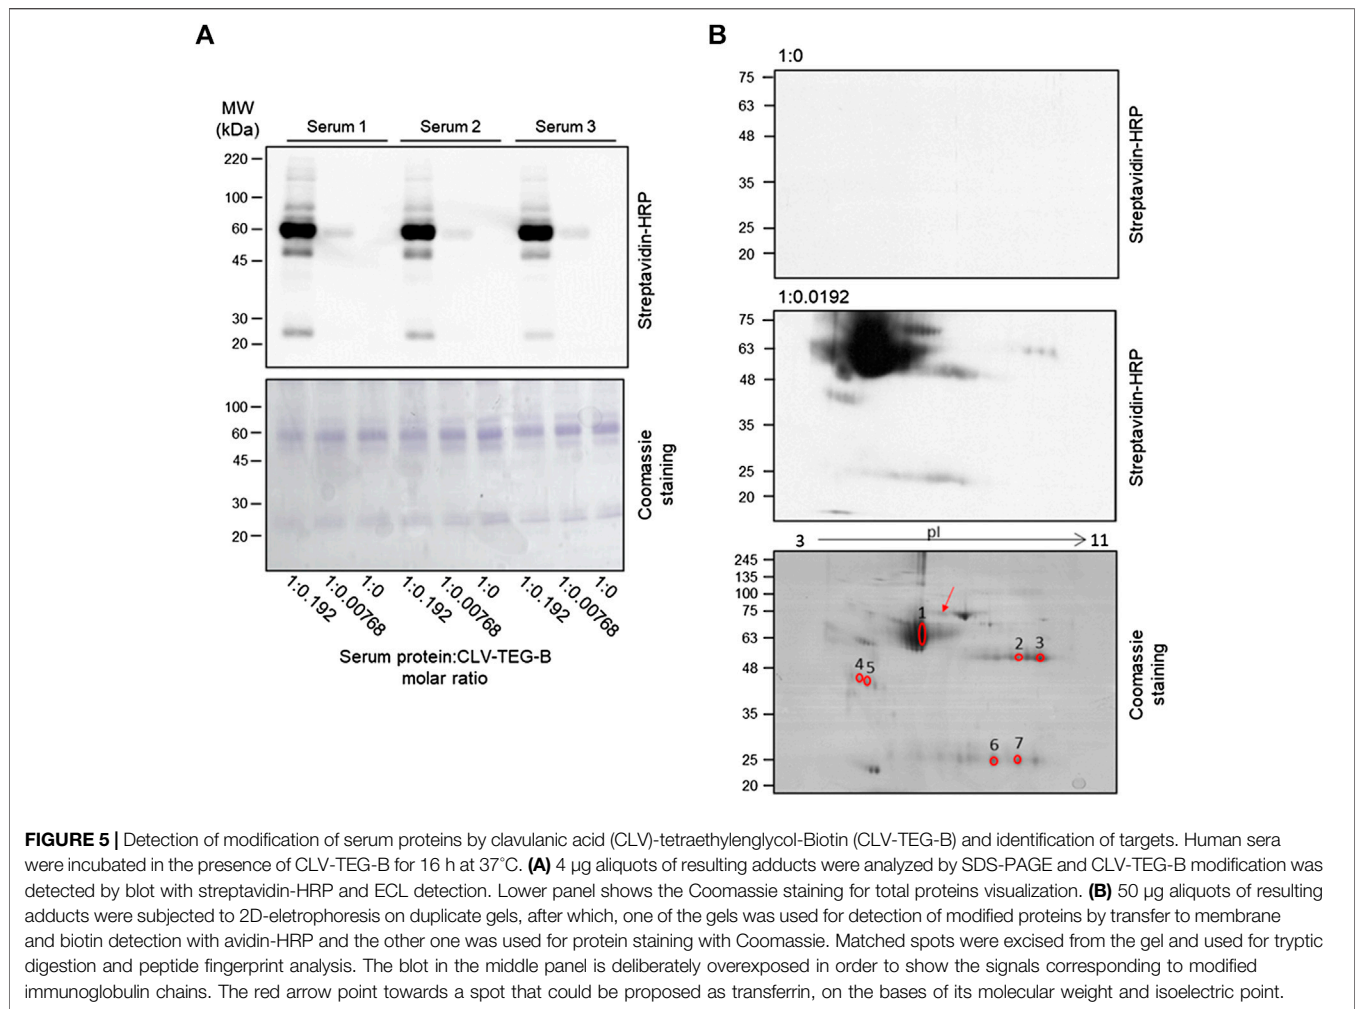 A
MW
(kDa)
Serum 1 Serum 2 Serum 3
220
100
60
45
30
20
Streptavidin-HRP
100
60
45
30
20
Coomassie
staining
1:0.192 1:0.00768 1:0 1:0.192 1:0.00768 1:0 1:0.192 1:0.00768 1:0
Serum protein:CLV-TEG-B
molar ratio
B
1:0
75
63
48
35
25
20
Streptavidin-HRP
1:0.0192
75
63
48
35
25
20
Streptavidin-HRP
3 pI 11
245
135
100
75
63
48
35
25
20
1
2 3
4 5
6 7
Coomassie
staining
FIGURE 5 | Detection of modification of serum proteins by clavulanic acid (CLV)-tetraethylenglycol-Biotin (CLV-TEG-B) and identification of targets. Human sera
were incubated in the presence of CLV-TEG-B for 16 h at 37°C. (A) 4 µg aliquots of resulting adducts were analyzed by SDS-PAGE and CLV-TEG-B modification was
detected by blot with streptavidin-HRP and ECL detection. Lower panel shows the Coomassie staining for total proteins visualization. (B) 50 µg aliquots of resulting
adducts were subjected to 2D-eletrophoresis on duplicate gels, after which, one of the gels was used for detection of modified proteins by transfer to membrane
and biotin detection with avidin-HRP and the other one was used for protein staining with Coomassie. Matched spots were excised from the gel and used for tryptic
digestion and peptide fingerprint analysis. The blot in the middle panel is deliberately overexposed in order to show the signals corresponding to modified
immunoglobulin chains. The red arrow point towards a spot that could be proposed as transferrin, on the bases of its molecular weight and isoelectric point.